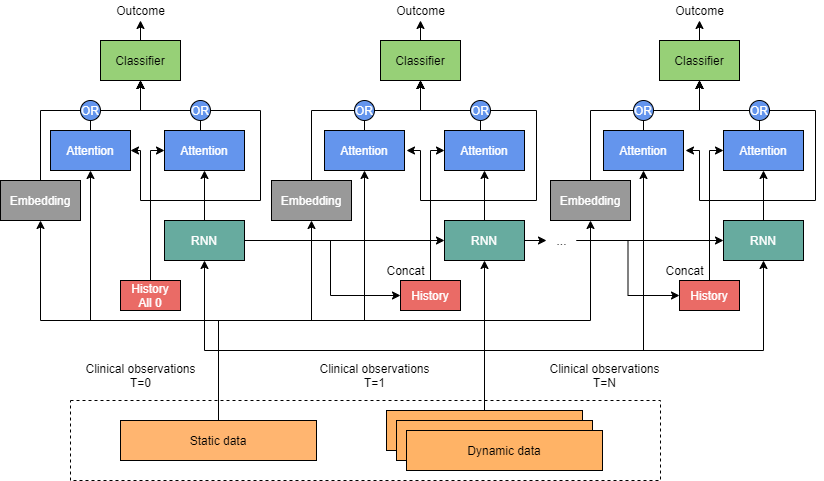 Outcome
Outcome
Outcome
Classifier
Classifier
Classifier
OR
OR
OR
OR
OR
OR
Attention
Attention
Attention
Attention
Attention
Attention
Embedding
Embedding
Embedding
RNN
RNN
...
RNN
Concat
Concat
History
All 0
History
History
Clinical observations
T=0
Clinical observations
T=1
Clinical observations
T=N
Static data
Dynamic data